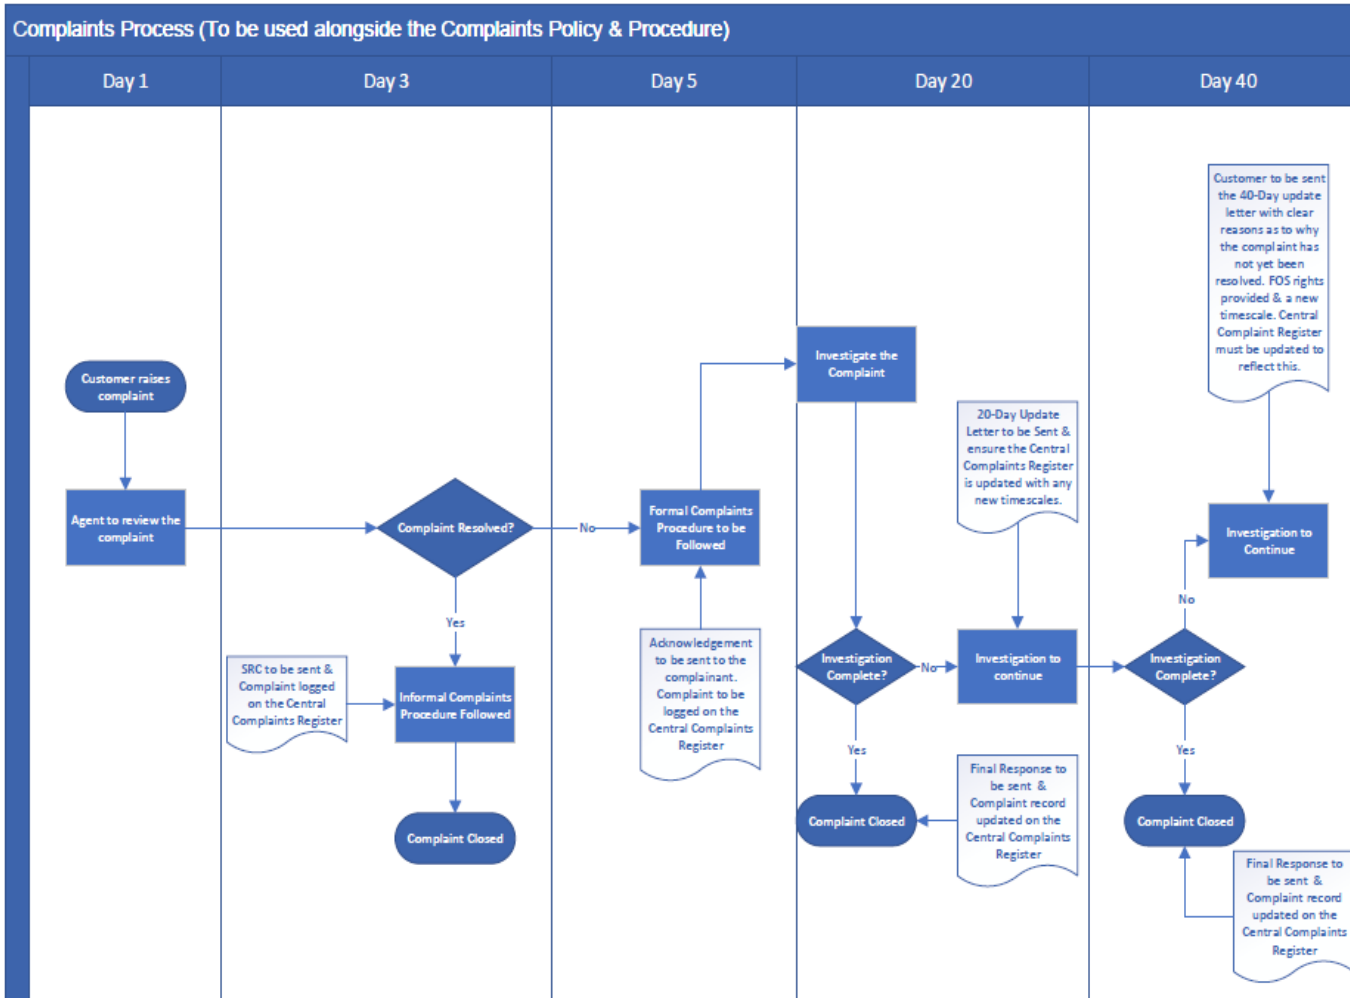 Complaints Process (To be used alongside the Complaints Policy & Procedure)
Day 1
Day 3
Day 5
Day 20
Day 40
Customer raises
complaint
Agent to review the
complaint
Complaint Resolved?
No
Yes
SRC to be sent &
Complaint logged
on the Central
Complaints Register
Informal Complaints
Procedure Followed
Complaint Closed
Formal Complaints
Procedure to be
Followed
Acknowledgement
to be sent to the
complainant.
Complaint to be
logged on the
Central Complaints
Register
Investigate the
Complaint
20-Day Update
Letter to be Sent &
ensure the Central
Complaints Register
is updated with any
new timescales.
Investigation
Complete?
No
Investigation to
continue
Yes
Complaint Closed
Final Response to
be sent &
Complaint record
updated on the
Central Complaints
Register
Customer to be sent
the 40-Day update
letter with clear
reasons as to why
the complaint has
not yet been
resolved. FOS rights
provided & a new
timescale. Central
Complaint Register
must be updated to
reflect this.
Investigation to
Continue
No
Investigation
Complete?
Yes
Complaint Closed
Final Response to
be sent &
Complaint record
updated on the
Central Complaints
Register